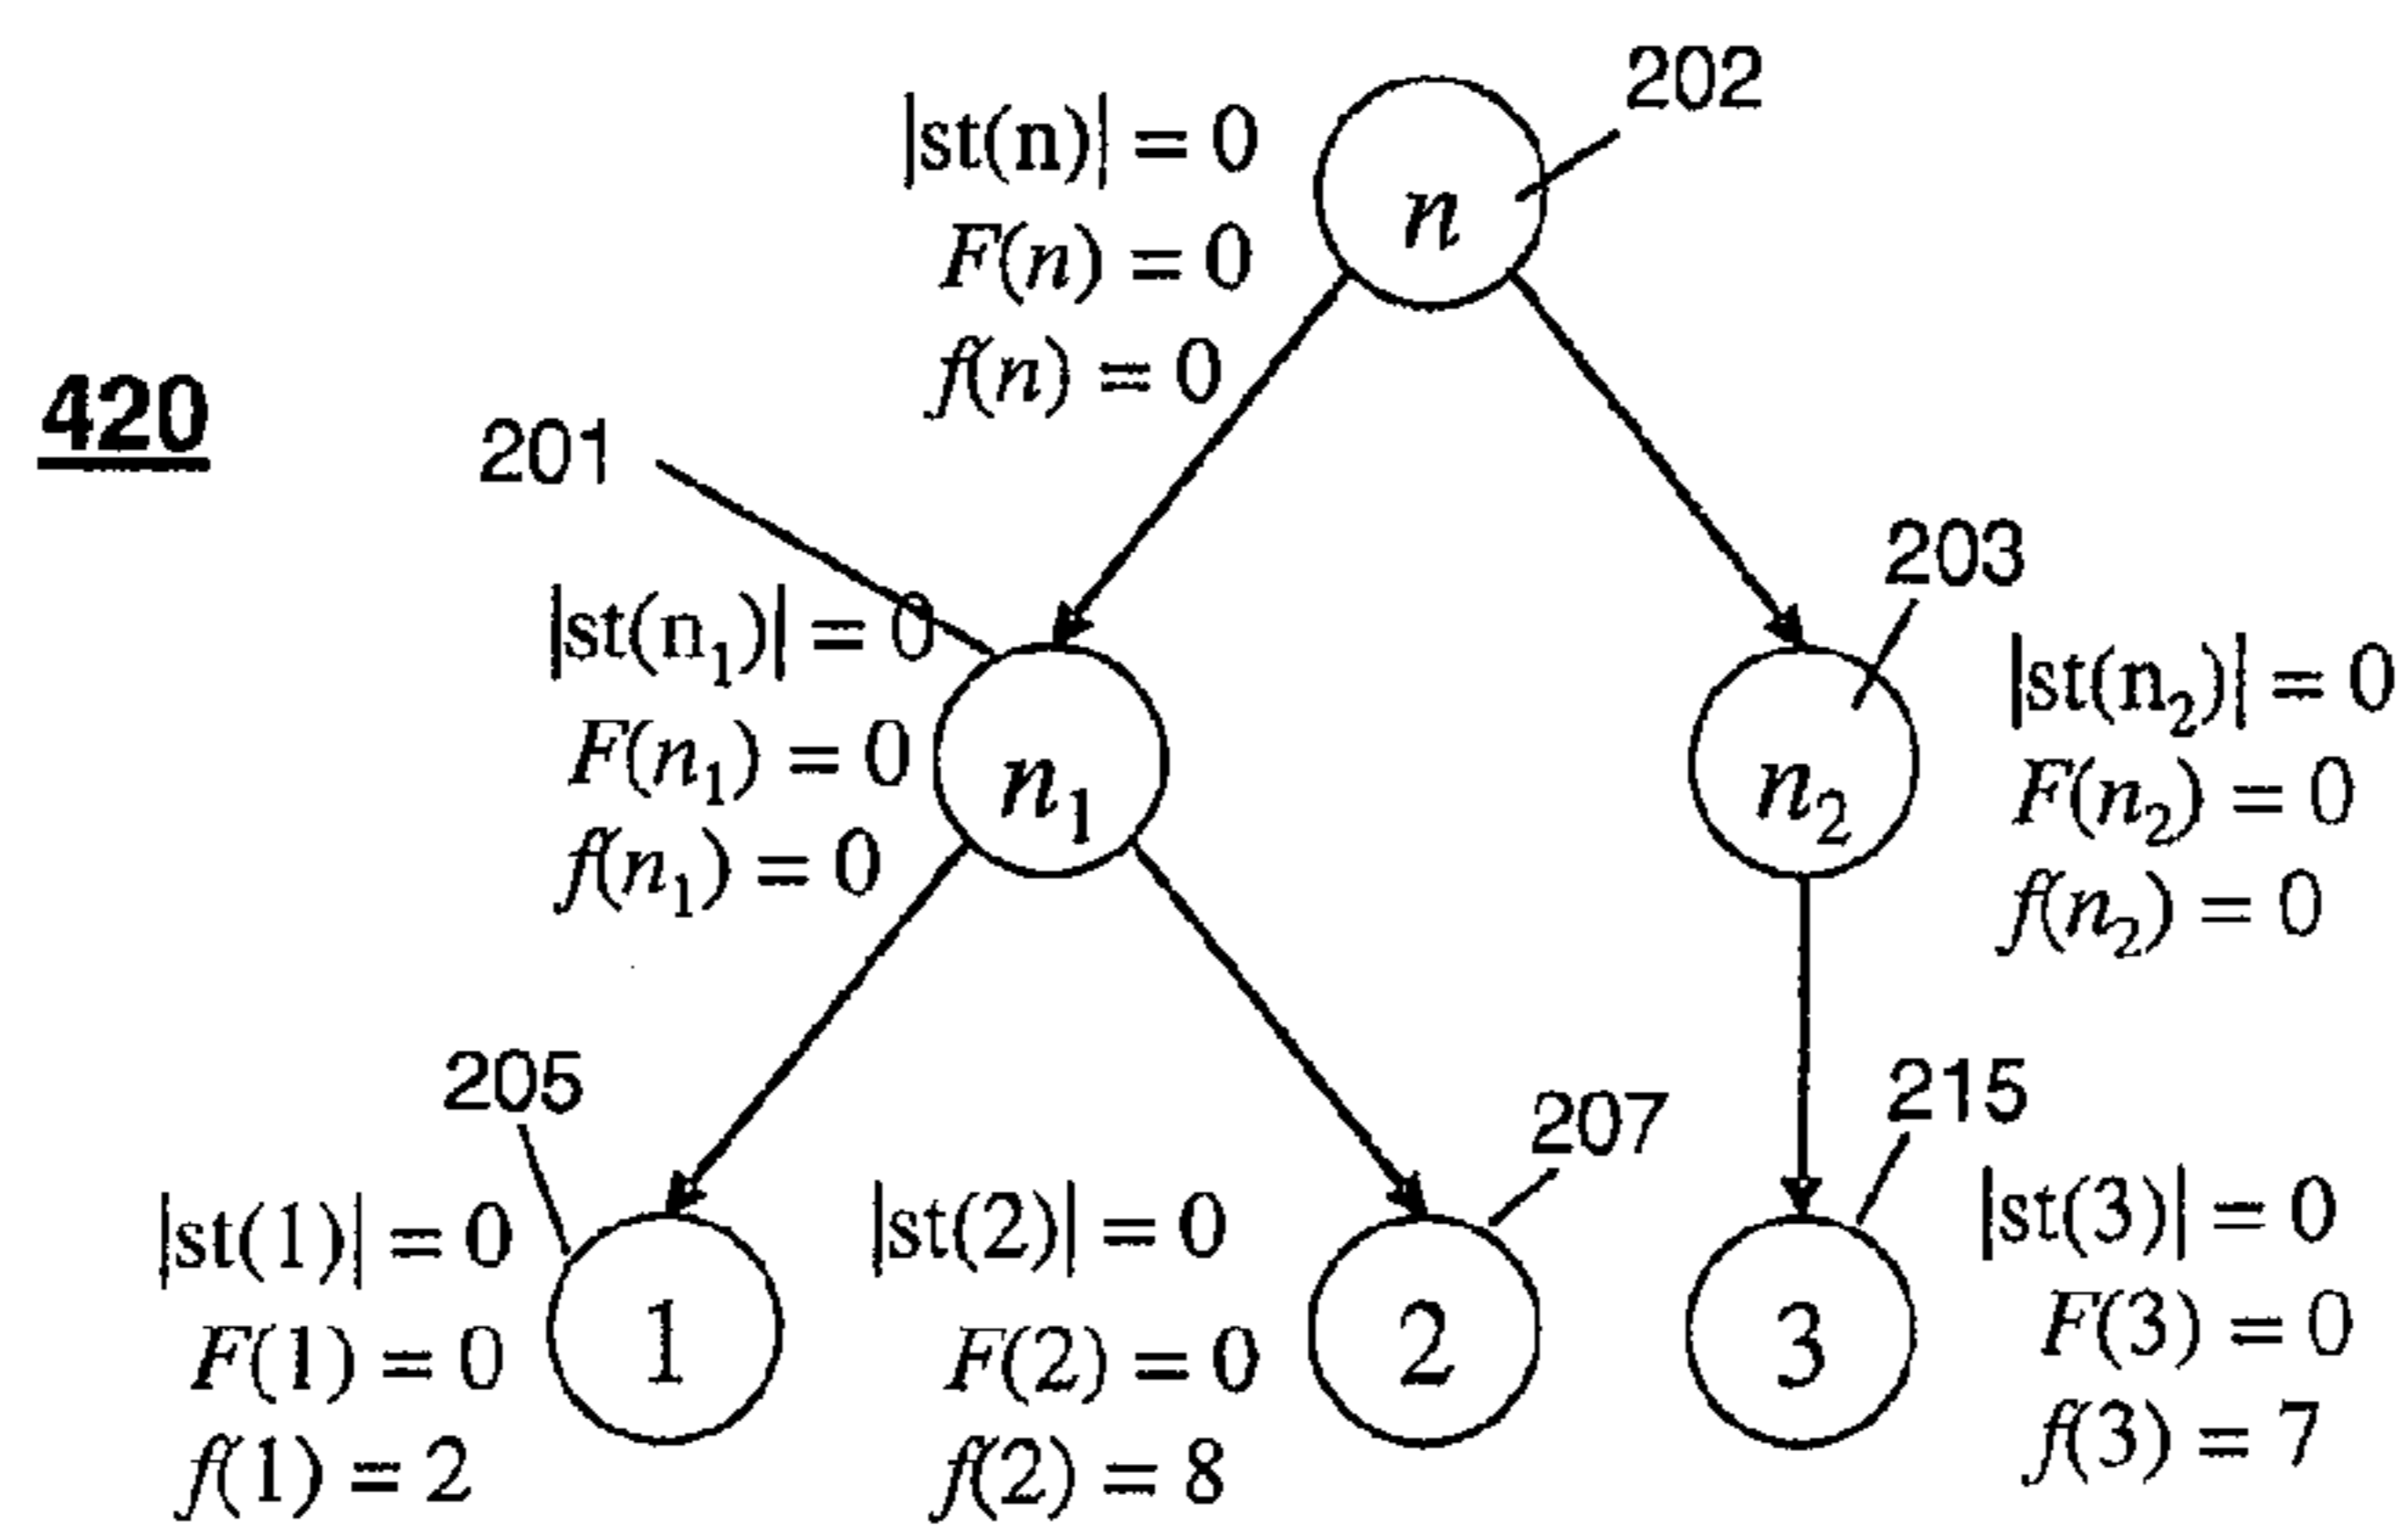 202
|st(n)| = 0
n
F(n) = 0
f(n) = 0
420
201
203
|st(n₁)| = 0
|st(n₂)| = 0
F(n₁) = 0
n₁
n₂
F(n₂) = 0
f(n₁) = 0
f(n₂) = 0
205
207
215
|st(1)| = 0
|st(2)| = 0
|st(3)| = 0
F(1) = 0
1
F(2) = 0
2
3
F(3) = 0
f(1) = 2
f(2) = 8
f(3) = 7